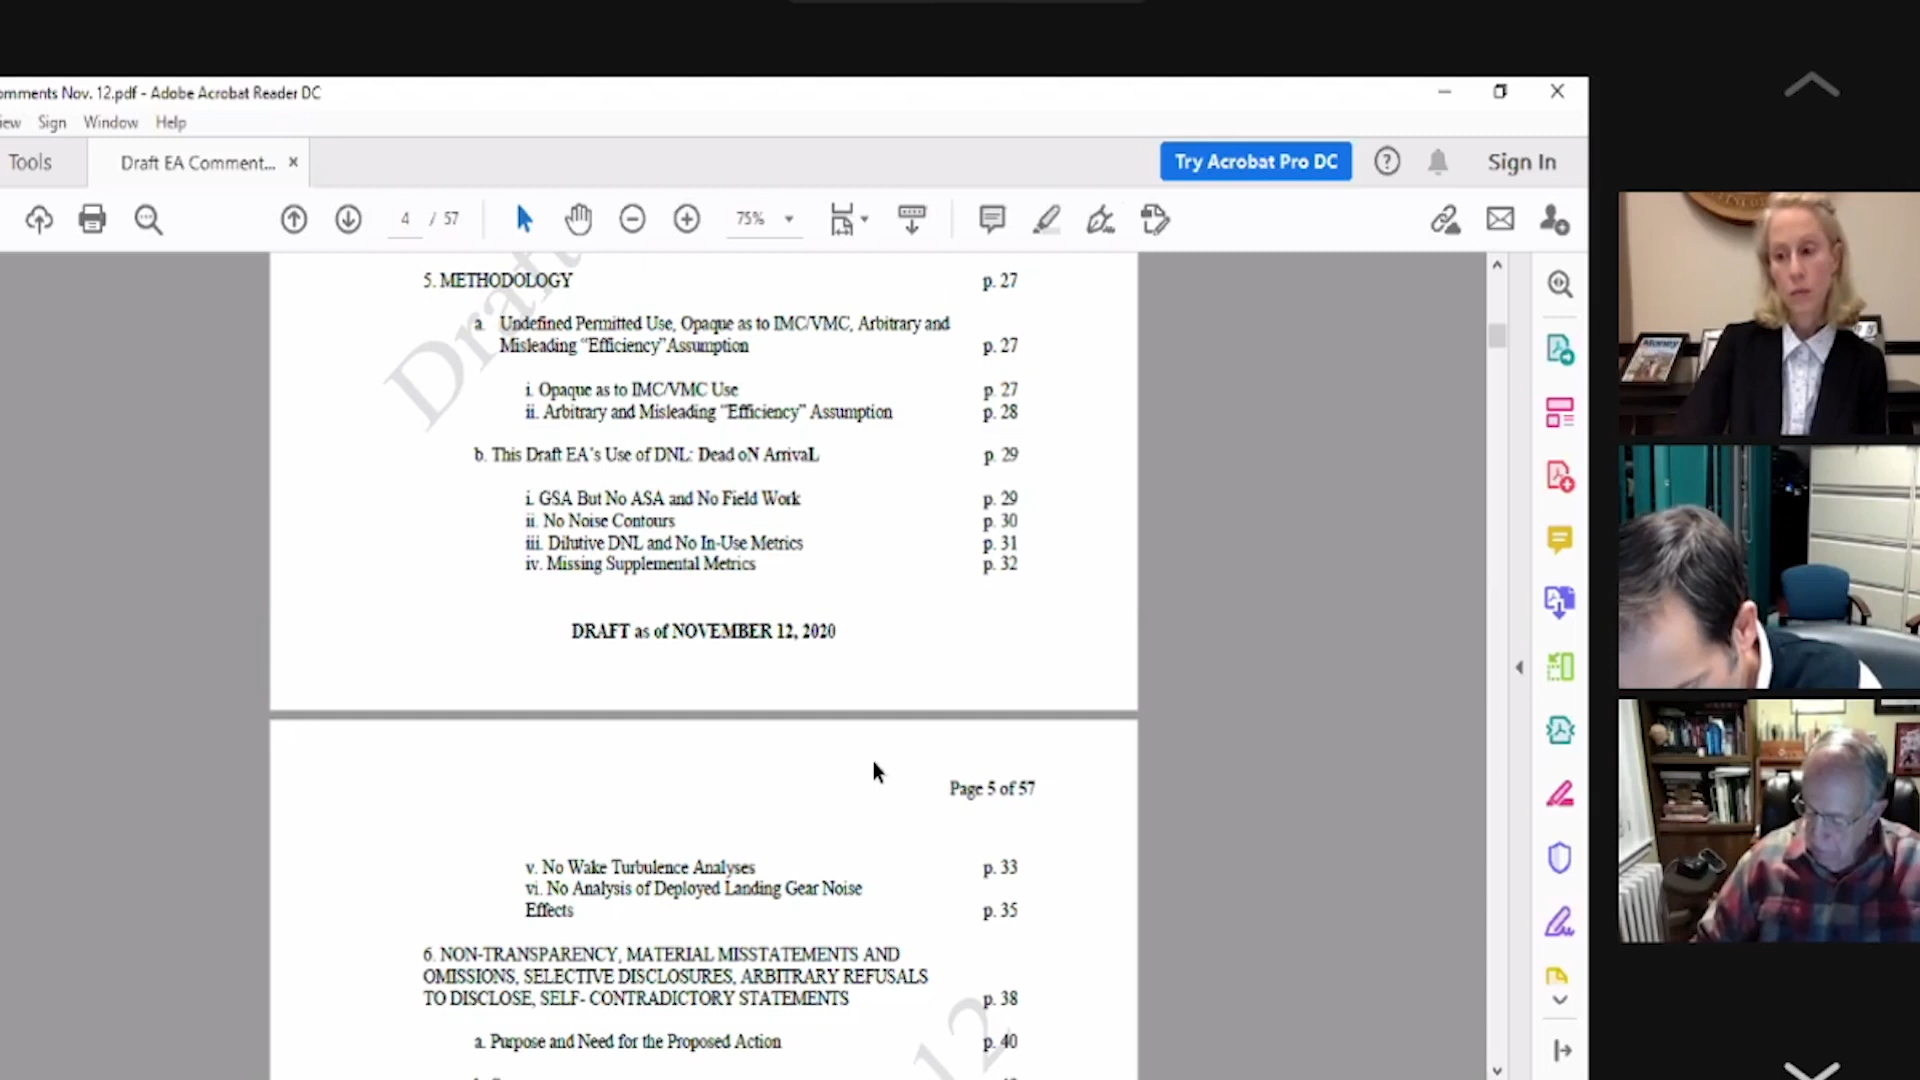 omments Nov. 12.pdf - Adobe Acrobat Reader DC
iew Sign Window Help
Tools
Draft EA Comment... ×
Try Acrobat Pro DC
Sign In
4 / 57
75%
Draft
5. METHODOLOGY p. 27
a. Undefined Permitted Use, Opaque as to IMC/VMC, Arbitrary and
Misleading “Efficiency”Assumption p. 27
i. Opaque as to IMC/VMC Use p. 27
ii. Arbitrary and Misleading “Efficiency” Assumption p. 28
b. This Draft EA’s Use of DNL: Dead oN ArrivaL p. 29
i. GSA But No ASA and No Field Work p. 29
ii. No Noise Contours p. 30
iii. Dilutive DNL and No In-Use Metrics p. 31
iv. Missing Supplemental Metrics p. 32
DRAFT as of NOVEMBER 12, 2020
Page 5 of 57
v. No Wake Turbulence Analyses p. 33
vi. No Analysis of Deployed Landing Gear Noise
Effects p. 35
6. NON-TRANSPARENCY, MATERIAL MISSTATEMENTS AND
OMISSIONS, SELECTIVE DISCLOSURES, ARBITRARY REFUSALS
TO DISCLOSE, SELF- CONTRADICTORY STATEMENTS p. 38
a. Purpose and Need for the Proposed Action p. 40
12
Money